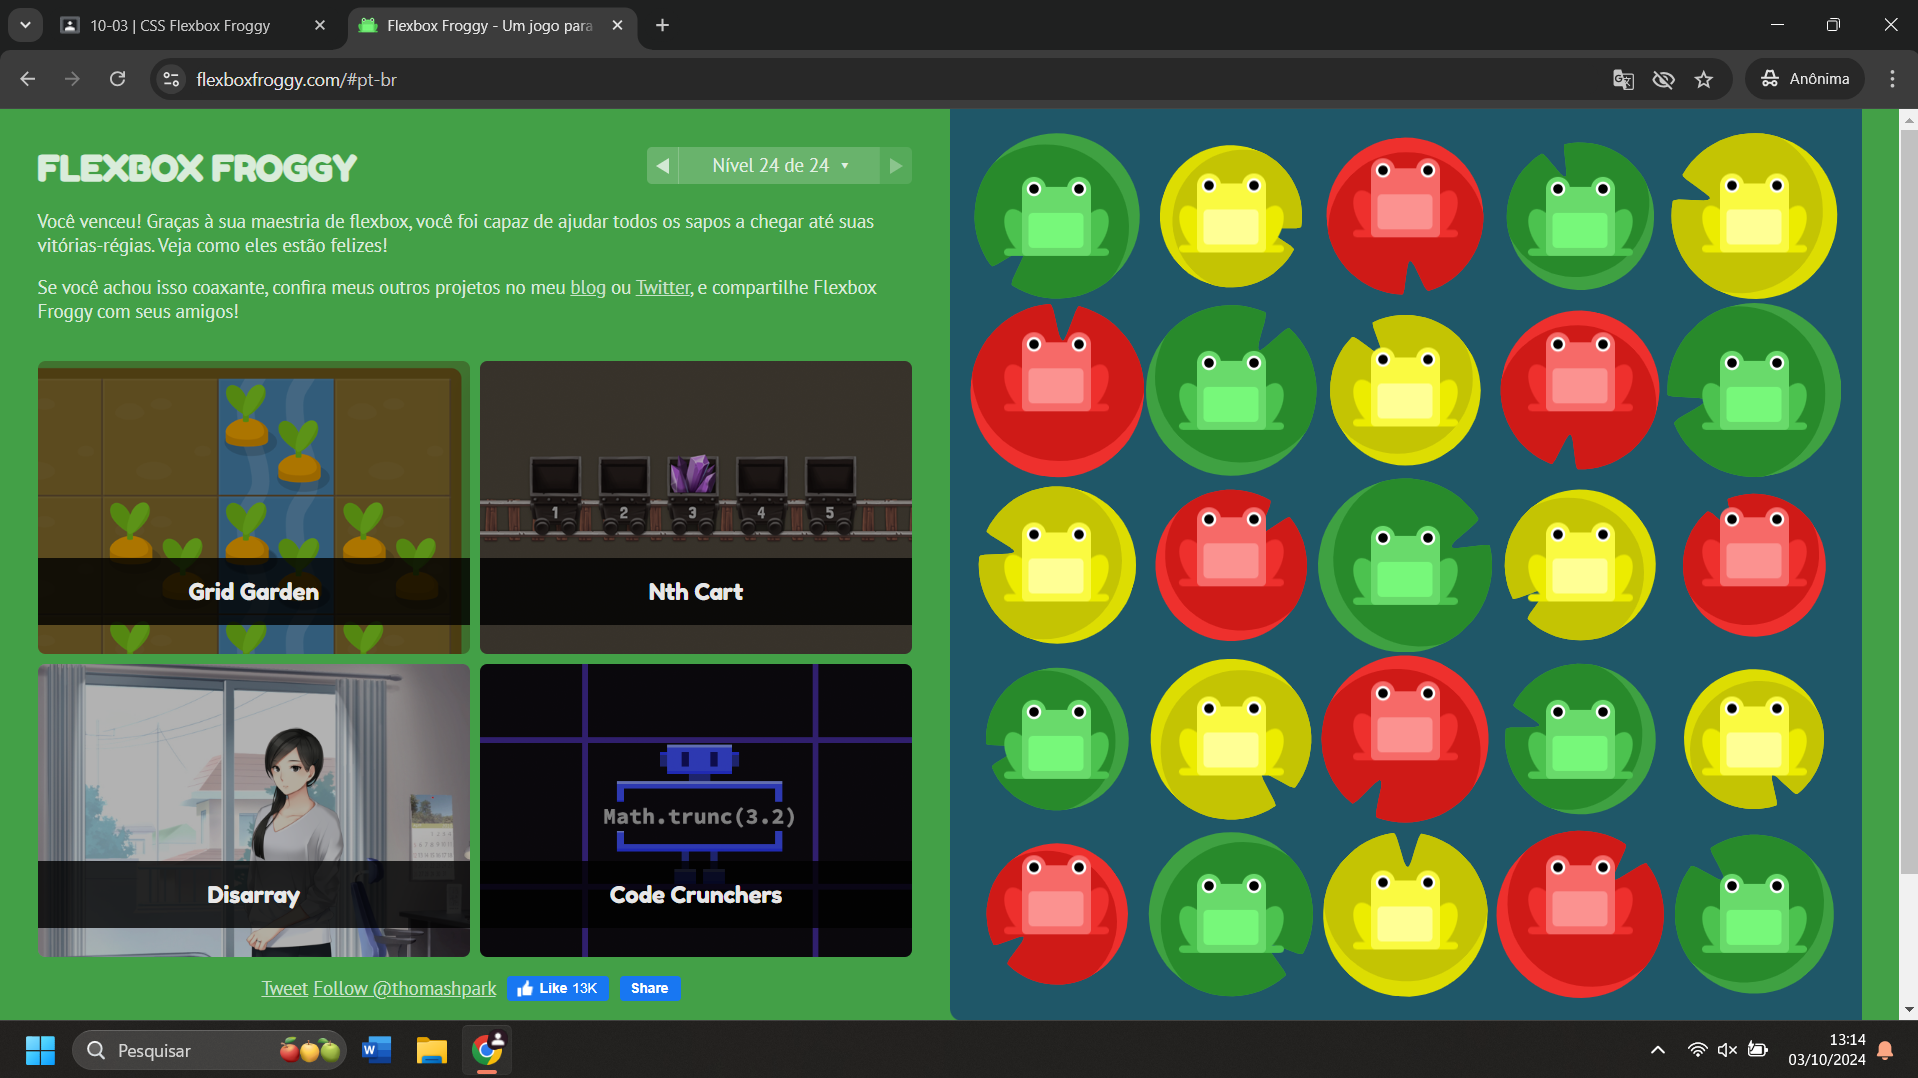 10-03 | CSS Flexbox Froggy
Flexbox Froggy - Um jogo para
flexboxfroggy.com/#pt-br
Anônima
FLEXBOX FROGGY
Nível 24 de 24
Você venceu! Graças à sua maestria de flexbox, você foi capaz de ajudar todos os sapos a chegar até suas
vitórias-régias. Veja como eles estão felizes!
Se você achou isso coaxante, confira meus outros projetos no meu blog ou Twitter, e compartilhe Flexbox
Froggy com seus amigos!
1 2 3 4 5
Grid Garden
Nth Cart
Math.trunc(3.2)
Disarray
Code Crunchers
Tweet Follow @thomashpark Like 13K Share
Pesquisar
W
13:14
03/10/2024